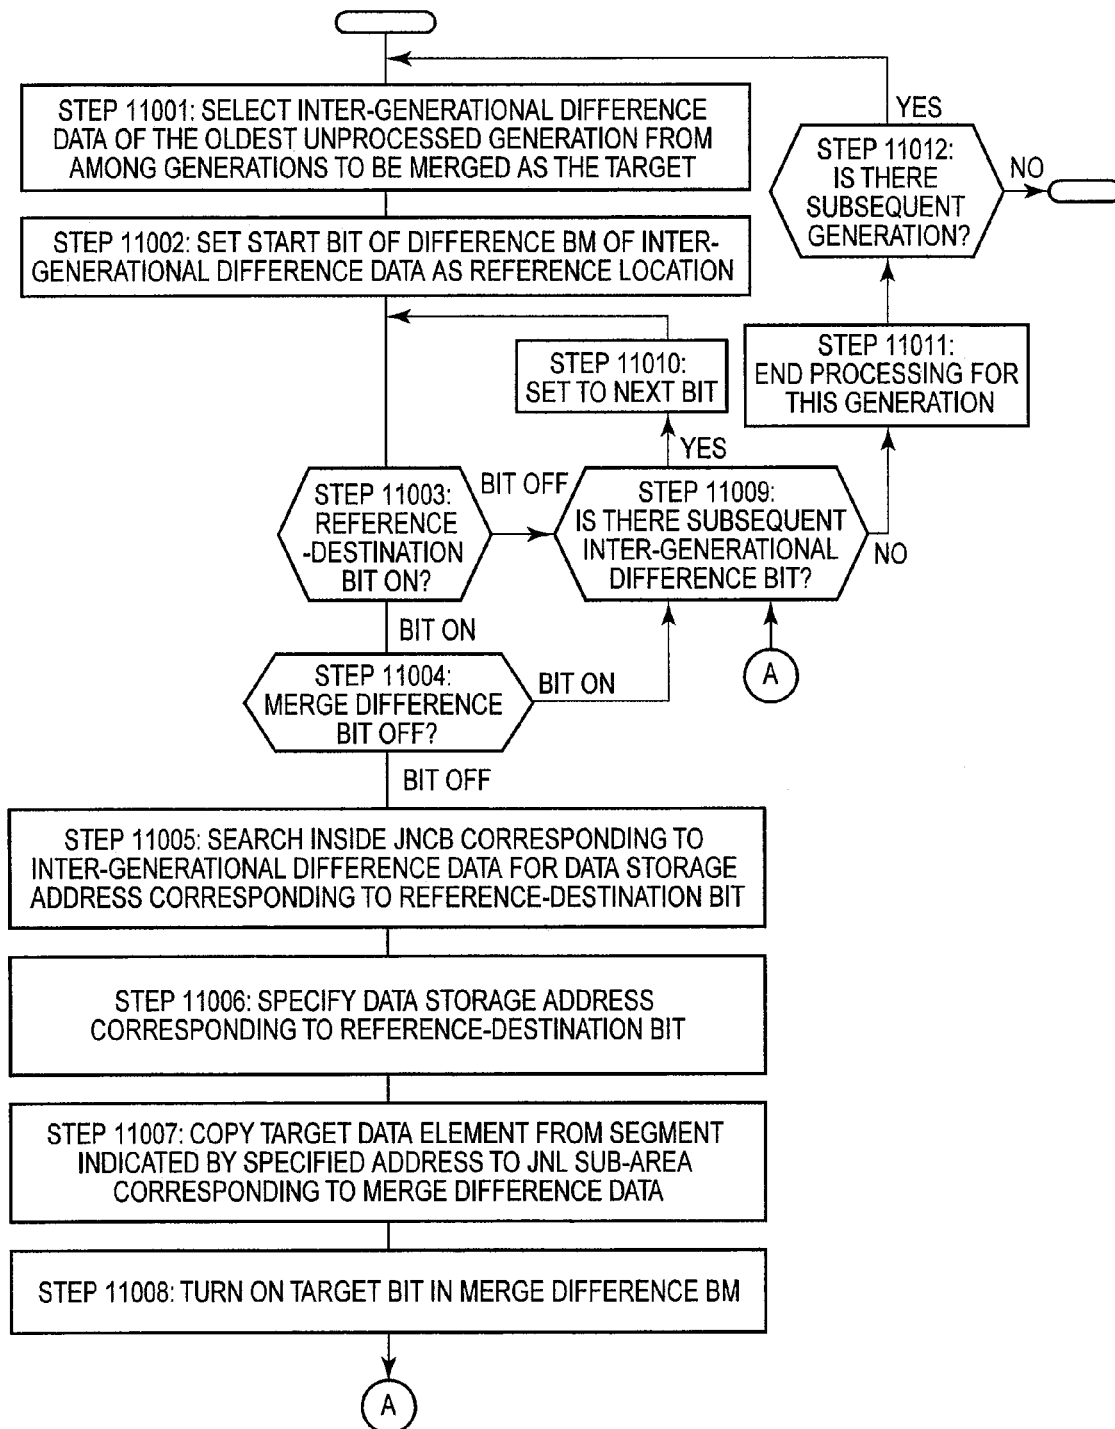 STEP 11001: SELECT INTER-GENERATIONAL DIFFERENCE
DATA OF THE OLDEST UNPROCESSED GENERATION FROM
AMONG GENERATIONS TO BE MERGED AS THE TARGET
STEP 11002: SET START BIT OF DIFFERENCE BM OF INTER-
GENERATIONAL DIFFERENCE DATA AS REFERENCE LOCATION
YES
STEP 11012:
IS THERE
SUBSEQUENT
GENERATION?
NO
STEP 11010:
SET TO NEXT BIT
STEP 11011:
END PROCESSING FOR
THIS GENERATION
YES
STEP 11003:
REFERENCE
-DESTINATION
BIT ON?
BIT OFF
STEP 11009:
IS THERE SUBSEQUENT
INTER-GENERATIONAL
DIFFERENCE BIT?
NO
BIT ON
A
STEP 11004:
MERGE DIFFERENCE
BIT OFF?
BIT ON
BIT OFF
STEP 11005: SEARCH INSIDE JNCB CORRESPONDING TO
INTER-GENERATIONAL DIFFERENCE DATA FOR DATA STORAGE
ADDRESS CORRESPONDING TO REFERENCE-DESTINATION BIT
STEP 11006: SPECIFY DATA STORAGE ADDRESS
CORRESPONDING TO REFERENCE-DESTINATION BIT
STEP 11007: COPY TARGET DATA ELEMENT FROM SEGMENT
INDICATED BY SPECIFIED ADDRESS TO JNL SUB-AREA
CORRESPONDING TO MERGE DIFFERENCE DATA
STEP 11008: TURN ON TARGET BIT IN MERGE DIFFERENCE BM
A